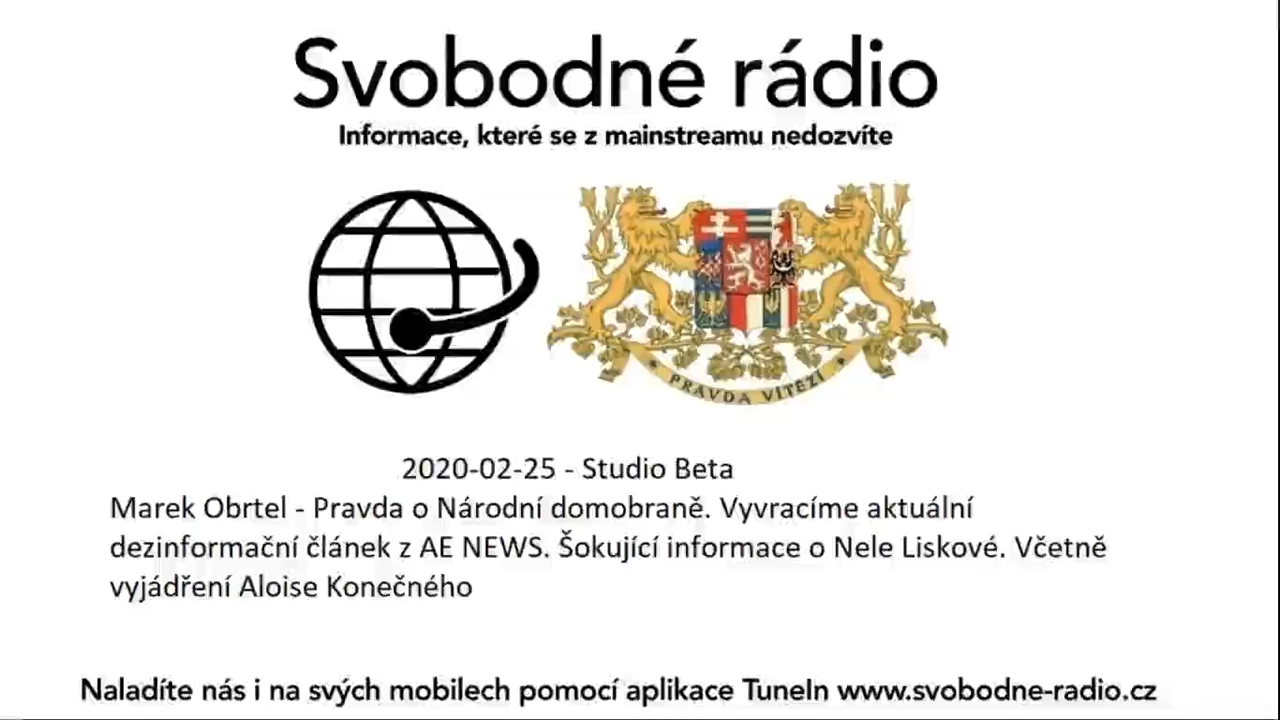 Svobodné rádio
Informace, které se z mainstreamu nedozvíte
PRAVDA VÍTĚZÍ
2020-02-25 - Studio Beta
Marek Obrtel - Pravda o Národní domobraně. Vyvracíme aktuální
dezinformační článek z AE NEWS. Šokující informace o Nele Liskové. Včetně
vyjádření Aloise Konečného
Naladíte nás i na svých mobilech pomocí aplikace TuneIn www.svobodne-radio.cz